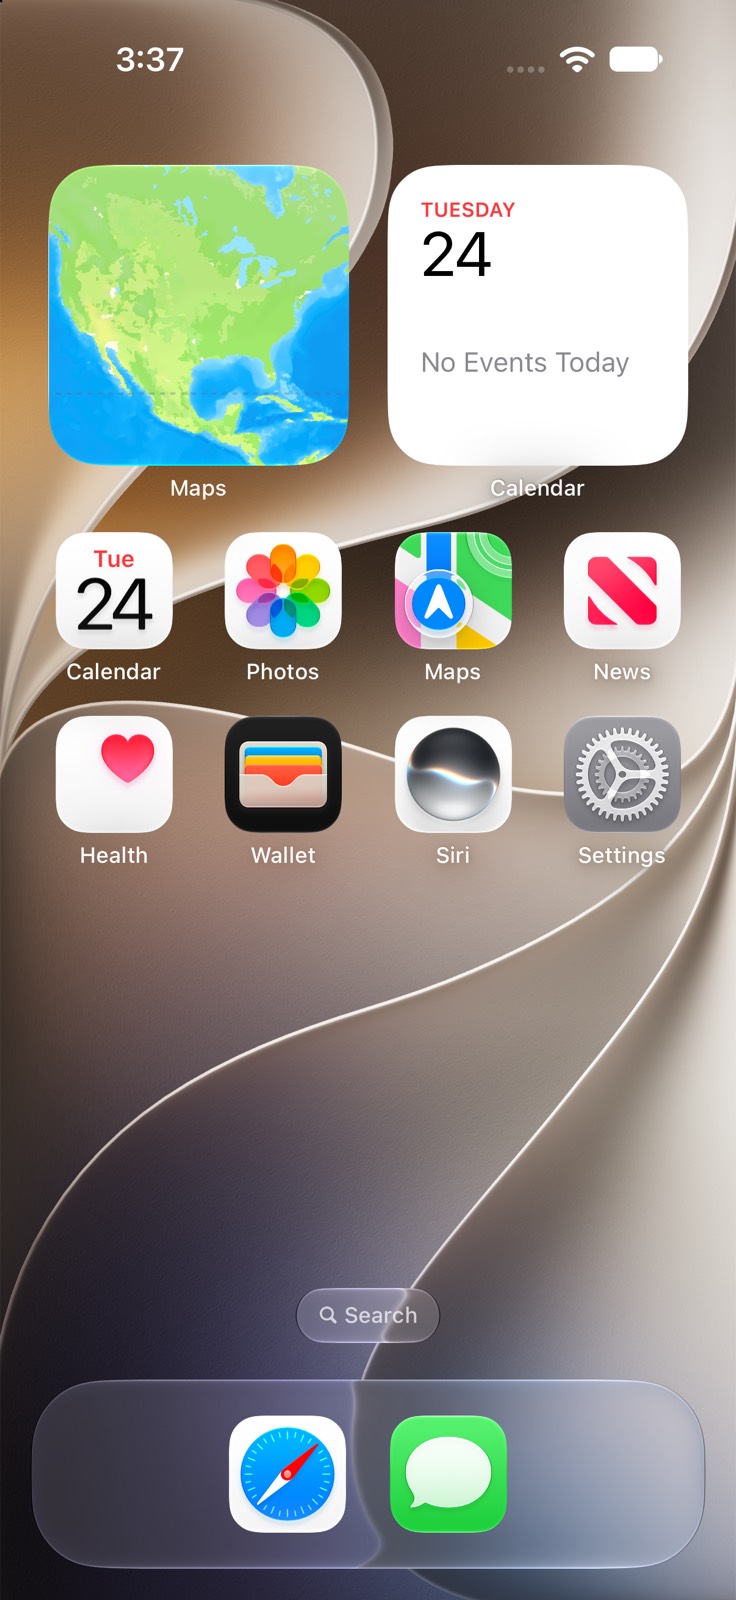 3:37
TUESDAY
24
No Events Today
Maps
Calendar
Tue
24
Calendar
Photos
Maps
News
Health
Wallet
Siri
Settings
Search